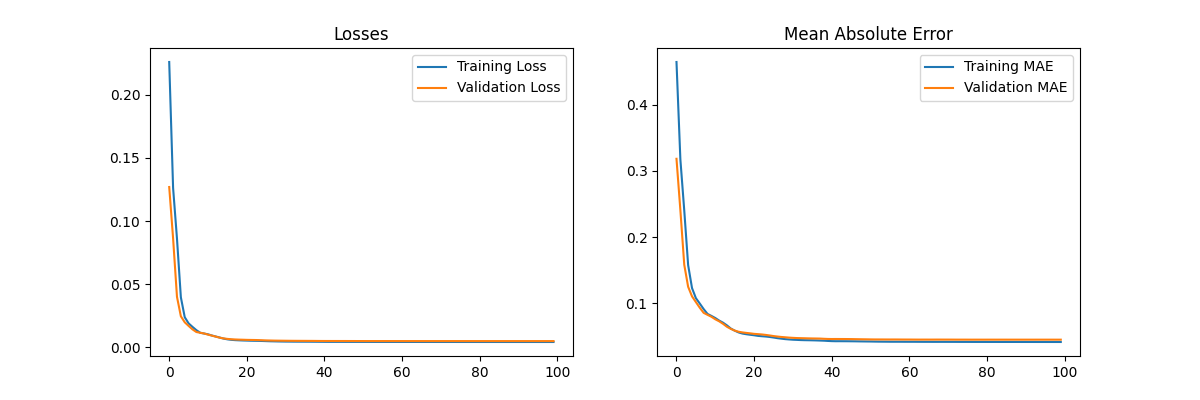 Losses
Training Loss
Validation Loss
0.20
0.15
0.10
0.05
0.00
0 20 40 60 80 100
Mean Absolute Error
Training MAE
Validation MAE
0.4
0.3
0.2
0.1
0 20 40 60 80 100